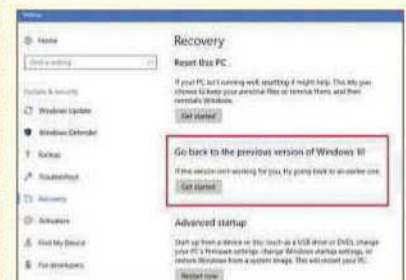 Settings
Home
Find a setting
Update & security
Windows Update
Windows Defender
Backup
Troubleshoot
Recovery
Activation
Find My Device
For developers
Recovery
Reset this PC
If your PC isn't running well, resetting it might help. This lets you
choose to keep your personal files or remove them, and then
reinstalls Windows.
Get started
Go back to the previous version of Windows 10
If this version isn't working for you, try going back to an earlier one.
Get started
Advanced startup
Start up from a device or disc (such as a USB drive or DVD), change
your PC's firmware settings, change Windows startup settings, or
restore Windows from a system image. This will restart your PC.
Restart now